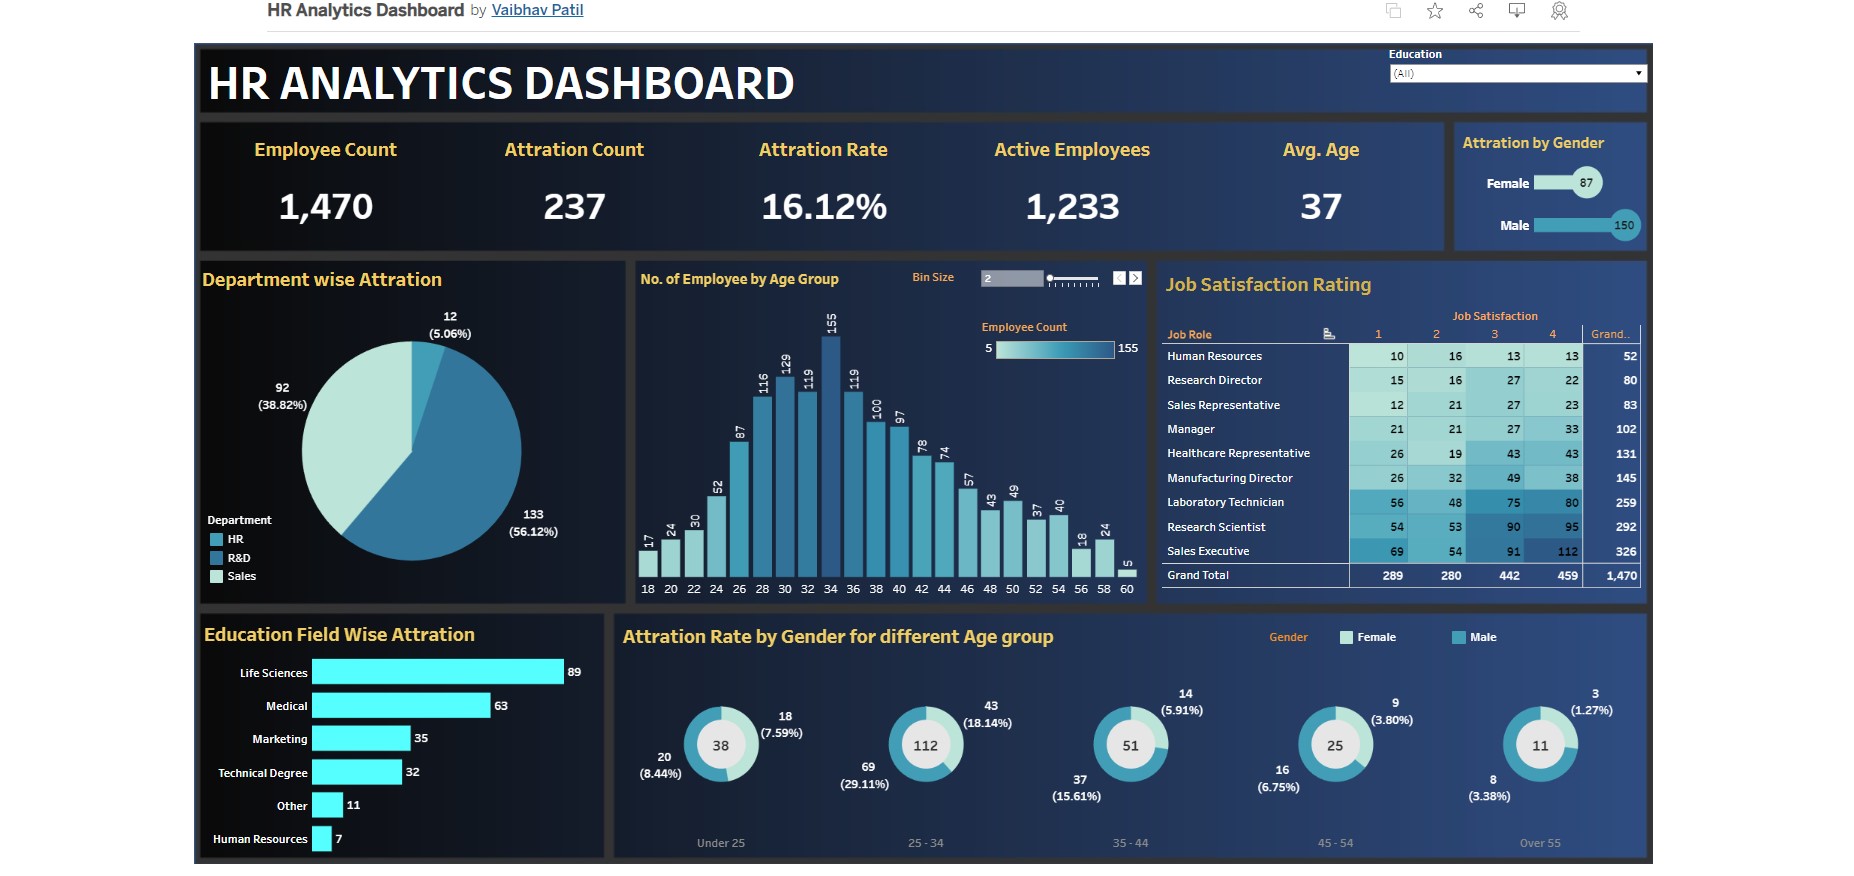 HR Analytics Dashboard by Vaibhav Patil
HR ANALYTICS DASHBOARD
Education
(All)
Employee Count
1,470
Attration Count
237
Attration Rate
16.12%
Active Employees
1,233
Avg. Age
37
Attration by Gender
Female 87
Male 150
Department wise Attration
12
(5.06%)
92
(38.82%)
133
(56.12%)
Department
HR
R&D
Sales
No. of Employee by Age Group
Bin Size 2
Employee Count
5 155
17 24 30 52 87 116 129 119 155 119 100 97 78 74 57 43 49 37 40 18 24 5
18 20 22 24 26 28 30 32 34 36 38 40 42 44 46 48 50 52 54 56 58 60
Job Satisfaction Rating
Job Satisfaction
Job Role 1 2 3 4 Grand..
Human Resources 10 16 13 13 52
Research Director 15 16 27 22 80
Sales Representative 12 21 27 23 83
Manager 21 21 27 33 102
Healthcare Representative 26 19 43 43 131
Manufacturing Director 26 32 49 38 145
Laboratory Technician 56 48 75 80 259
Research Scientist 54 53 90 95 292
Sales Executive 69 54 91 112 326
Grand Total 289 280 442 459 1,470
Education Field Wise Attration
Life Sciences 89
Medical 63
Marketing 35
Technical Degree 32
Other 11
Human Resources 7
Attration Rate by Gender for different Age group
Gender Female Male
18
(7.59%)
38
20
(8.44%)
Under 25
43
(18.14%)
112
69
(29.11%)
25 - 34
14
(5.91%)
51
37
(15.61%)
35 - 44
9
(3.80%)
25
16
(6.75%)
45 - 54
3
(1.27%)
11
8
(3.38%)
Over 55